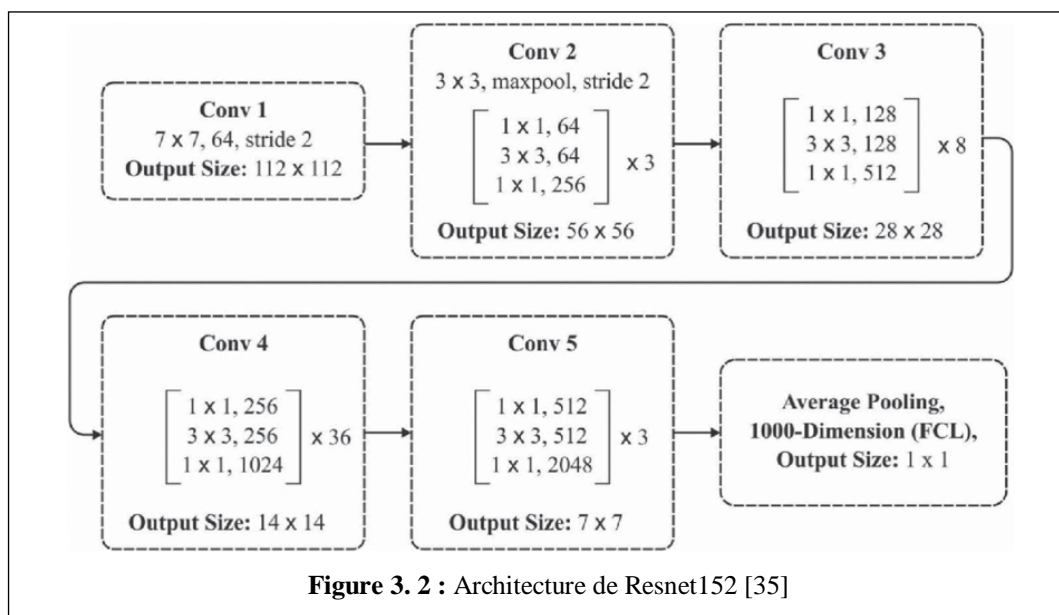 Conv 1
7 x 7, 64, stride 2
Output Size: 112 x 112
Conv 2
3 x 3, maxpool, stride 2
1 x 1, 64
3 x 3, 64
1 x 1, 256
x 3
Output Size: 56 x 56
Conv 3
1 x 1, 128
3 x 3, 128
1 x 1, 512
x 8
Output Size: 28 x 28
Conv 4
1 x 1, 256
3 x 3, 256
1 x 1, 1024
x 36
Output Size: 14 x 14
Conv 5
1 x 1, 512
3 x 3, 512
1 x 1, 2048
x 3
Output Size: 7 x 7
Average Pooling,
1000-Dimension (FCL),
Output Size: 1 x 1
Figure 3. 2 : Architecture de Resnet152 [35]